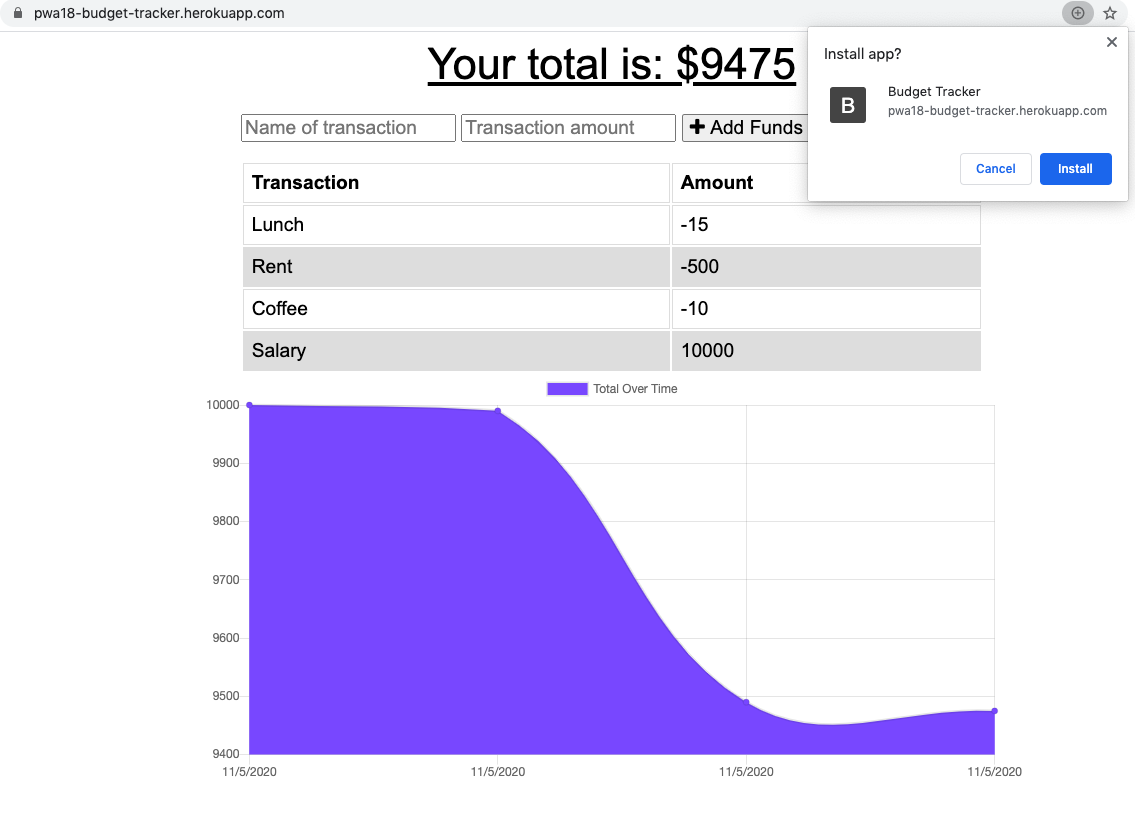 pwa18-budget-tracker.herokuapp.com
Your total is: $9475
Install app?
B
Budget Tracker
pwa18-budget-tracker.herokuapp.com
Cancel Install
Name of transaction Transaction amount Add Funds
Transaction Amount
Lunch -15
Rent -500
Coffee -10
Salary 10000
Total Over Time
10000
9900
9800
9700
9600
9500
9400
11/5/2020 11/5/2020 11/5/2020 11/5/2020